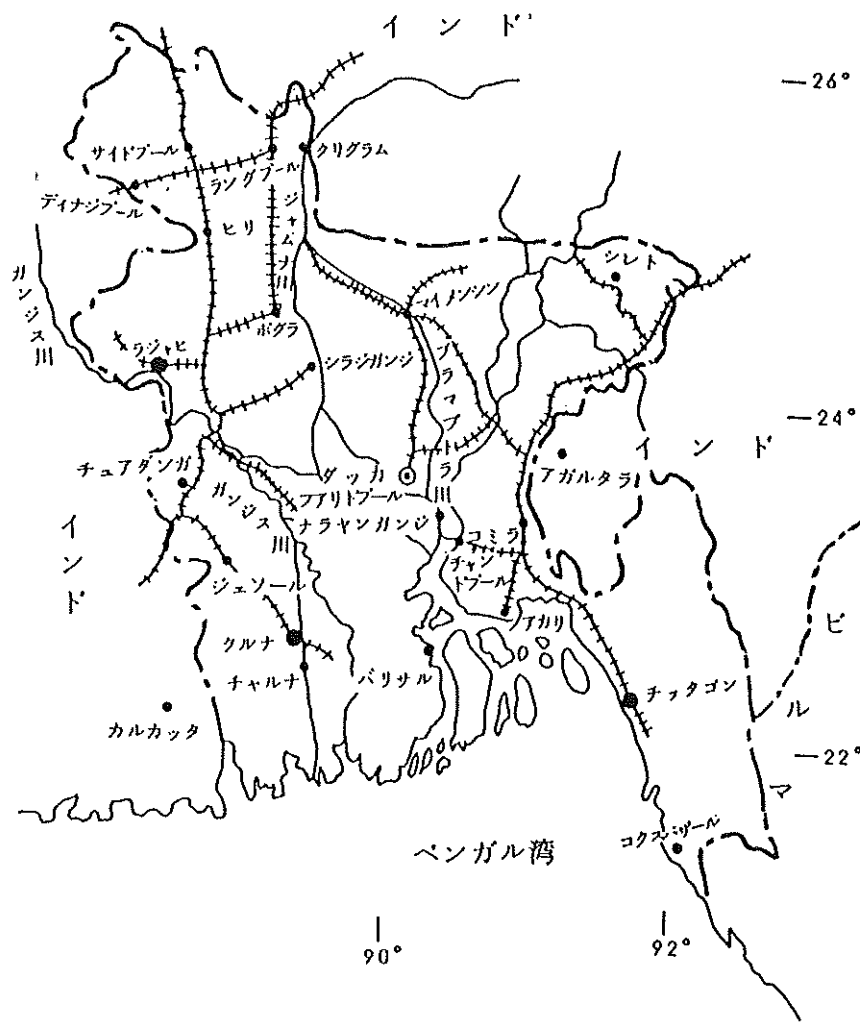 インド
26°
サイドプール
クリグラム
ラングプール
ディナジプール
ジャムナ川
ヒリ
シレト
ガンジス川
マイメンシン
ボグラ
ラジャヒ
シラジガンジ
ブラマプトラ川
24°
インド
チュアダンガ
ダッカ
アガルタラ
ガンジス川
ファリトプール
ナラヤンガンジ
インド
コミラ
チャントプール
ジェソール
アガリ
ビルマ
クルナ
チャルナ
バリサル
チッタゴン
カルカッタ
22°
コクスバザール
ベンガル湾
90°
92°